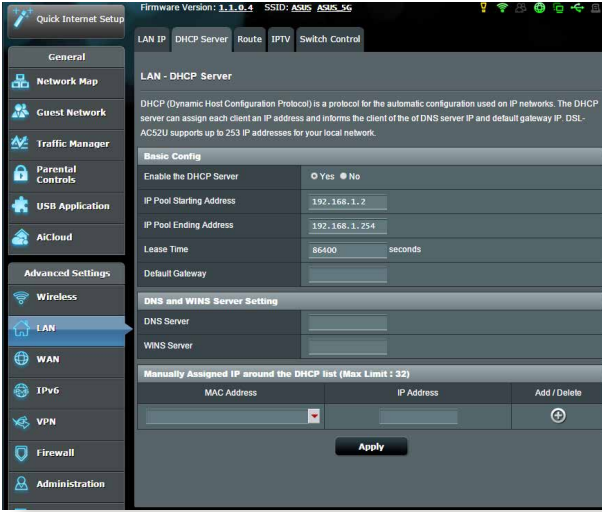 Quick Internet Setup
Firmware Version: 1.1.0.4 SSID: ASUS ASUS_5G
LAN IP DHCP Server Route IPTV Switch Control
General
Network Map
Guest Network
Traffic Manager
Parental
Controls
USB Application
AiCloud
Advanced Settings
Wireless
LAN
WAN
IPv6
VPN
Firewall
Administration
LAN - DHCP Server
DHCP (Dynamic Host Configuration Protocol) is a protocol for the automatic configuration used on IP networks. The DHCP
server can assign each client an IP address and informs the client of the of DNS server IP and default gateway IP. DSL-
AC52U supports up to 253 IP addresses for your local network.
Basic Config
Enable the DHCP Server Yes No
IP Pool Starting Address 192.168.1.2
IP Pool Ending Address 192.168.1.254
Lease Time 86400 seconds
Default Gateway
DNS and WINS Server Setting
DNS Server
WINS Server
Manually Assigned IP around the DHCP list (Max Limit : 32)
MAC Address IP Address Add / Delete
Apply